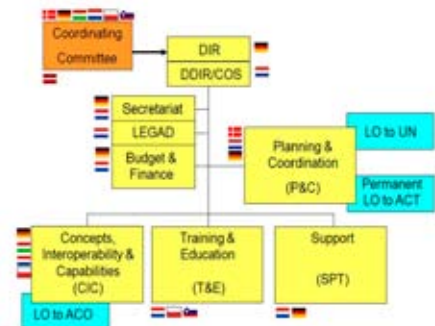 Coordinating
Committee
DIR
DDIR/COS
Secretariat
LEGAD
Budget &
Finance
Planning &
Coordination
(P&C)
LO to UN
Permanent
LO to ACT
Concepts,
Interoperability &
Capabilities
(CIC)
LO to ACO
Training &
Education
(T&E)
Support
(SPT)